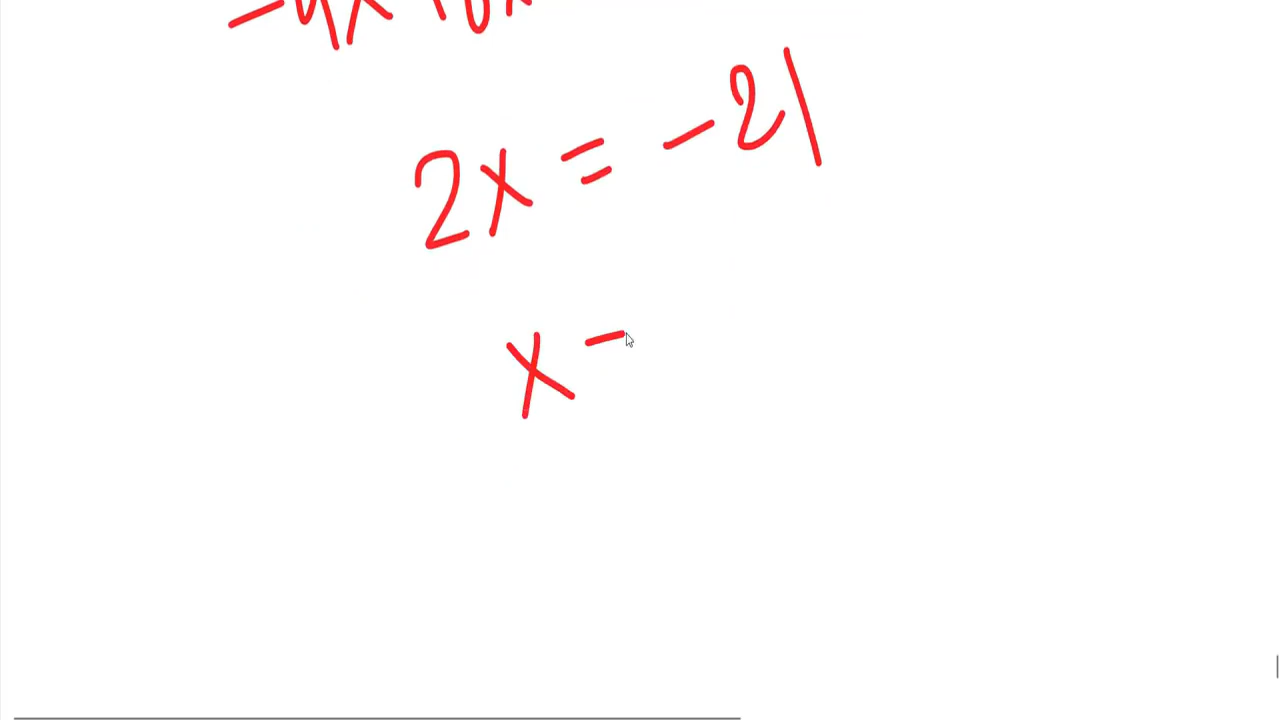 2x = -21
x -